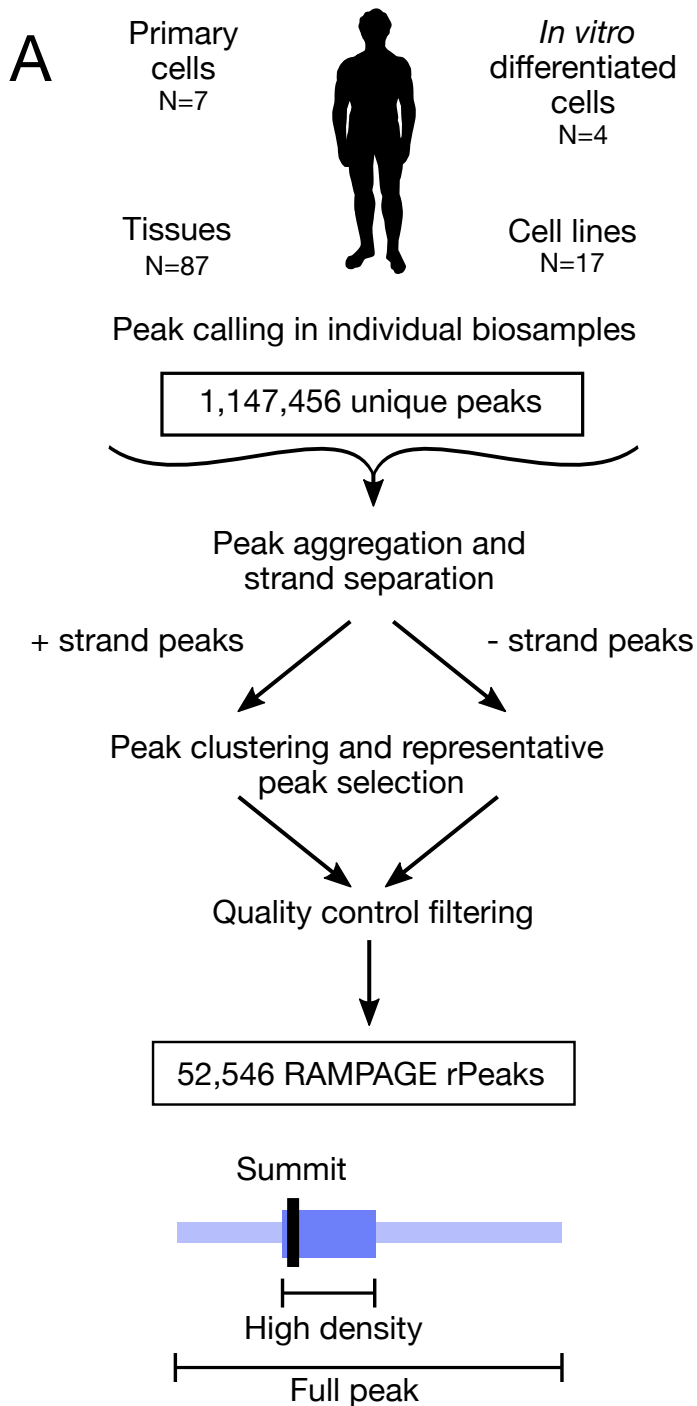 A
Primary
cells
N=7
In vitro
differentiated
cells
N=4
Tissues
N=87
Cell lines
N=17
Peak calling in individual biosamples
1,147,456 unique peaks
Peak aggregation and
strand separation
+ strand peaks
- strand peaks
Peak clustering and representative
peak selection
Quality control filtering
52,546 RAMPAGE rPeaks
Summit
High density
Full peak